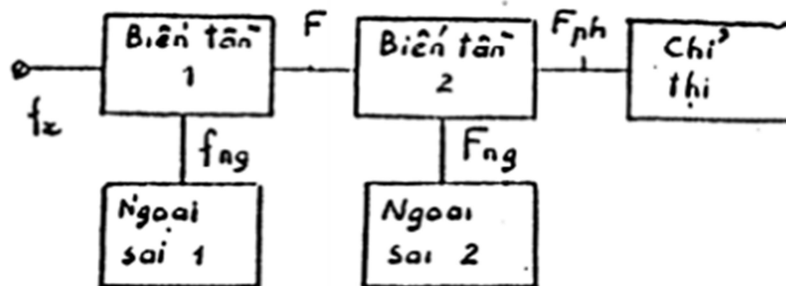 Biến tần
1
F
Biến tần
2
Fph
Chỉ
thị
fx
fng
Fng
Ngoại
sai 1
Ngoại
sai 2